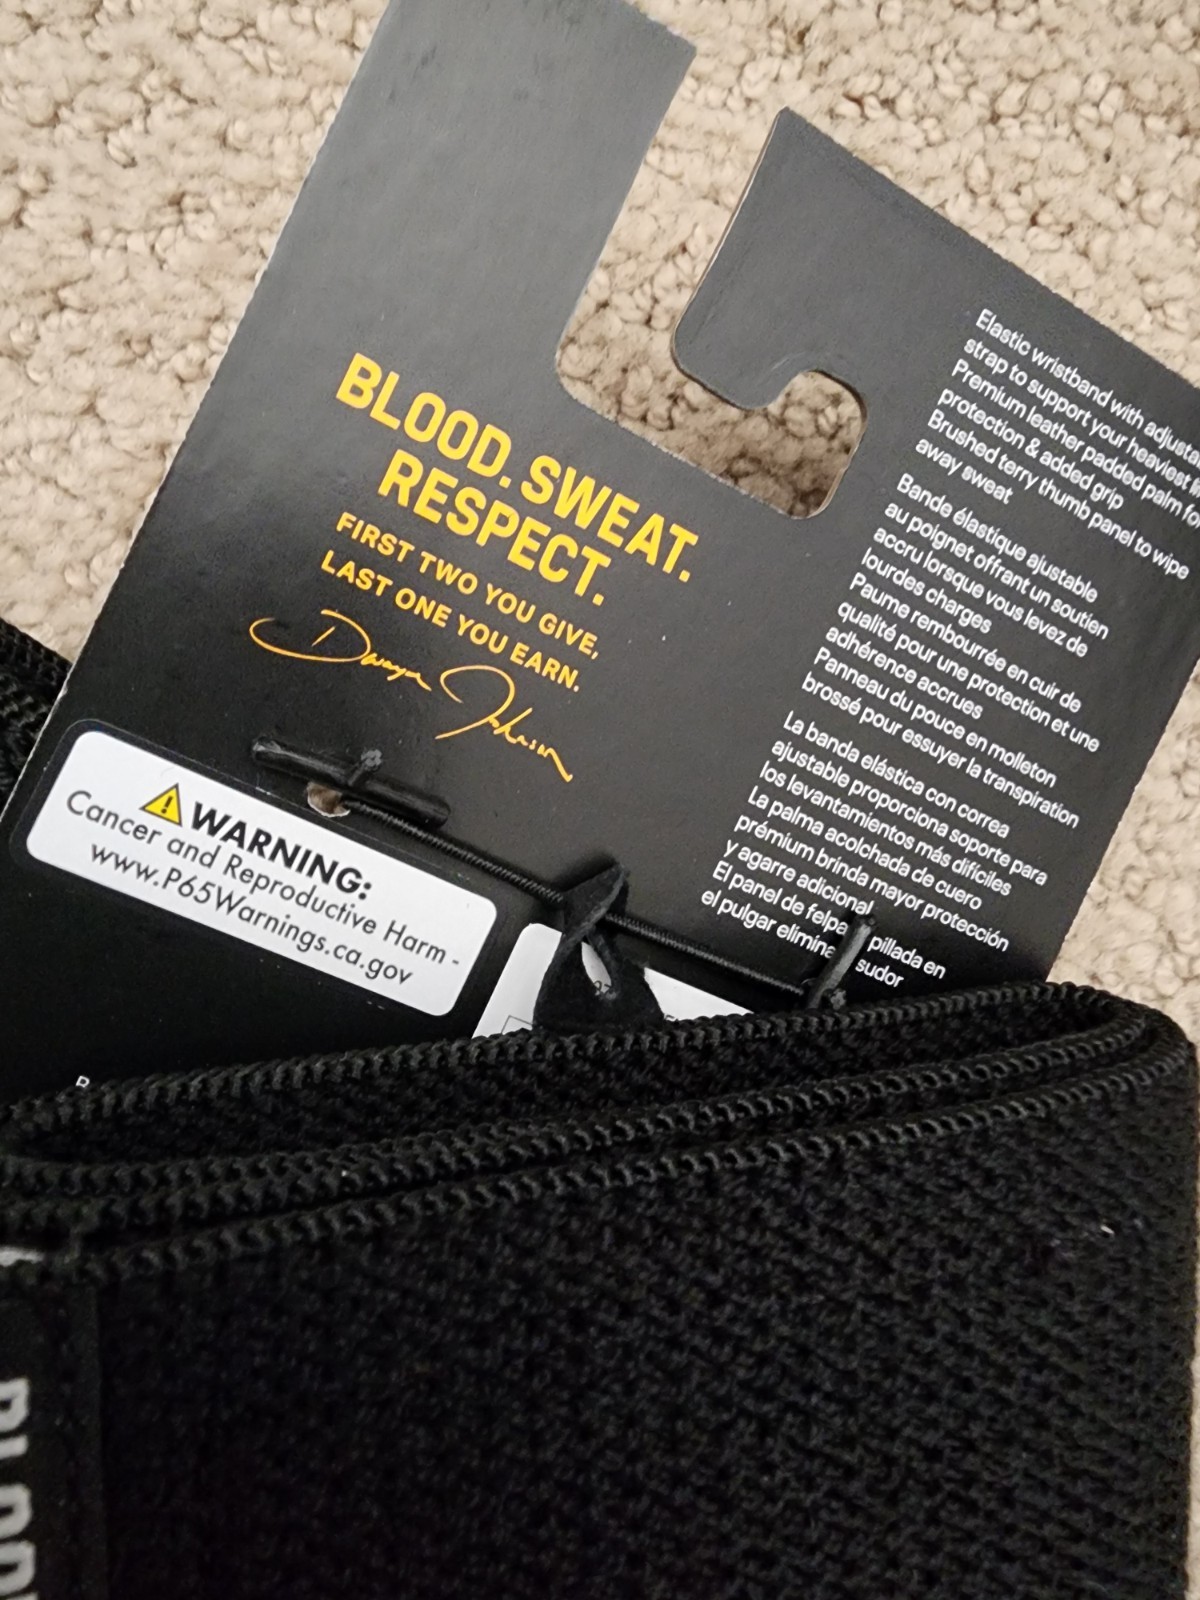 BLOOD. SWEAT.
RESPECT.
FIRST TWO YOU GIVE,
LAST ONE YOU EARN.
Dwayne Johnson
WARNING:
Cancer and Reproductive Harm -
www.P65Warnings.ca.gov
Elastic wristband with
strap to support your heaviest
Premium leather padded palm
protection & added grip
Brushed terry thumb panel to wipe
away sweat
Bande élastique ajustable
au poignet offrant un soutien
accru lorsque vous levez de
lourdes charges
Paume rembourrée en cuir de
qualité pour une protection et une
adhérence accrues
Panneau du pouce en molleton
brossé pour essuyer la transpiration
La banda elástica con correa
ajustable proporciona soporte para
los levantamientos más difíciles
La palma acolchada de cuero
prémium brinda mayor protección
y agarre adicional
El panel de felpa pillada en
el pulgar elimina sudor